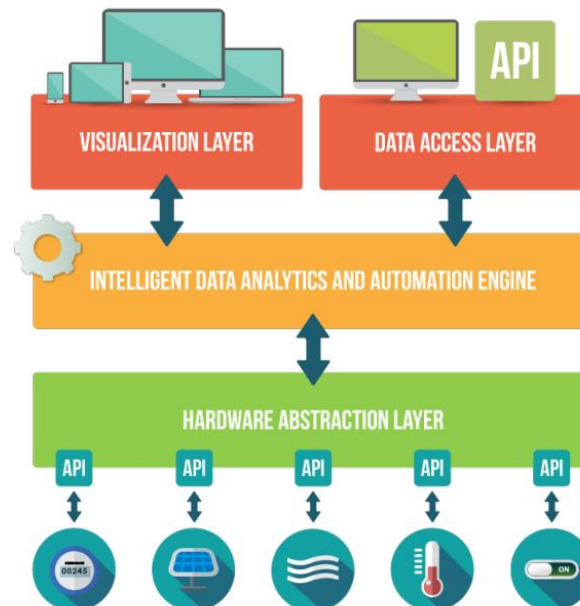 API
VISUALIZATION LAYER
DATA ACCESS LAYER
INTELLIGENT DATA ANALYTICS AND AUTOMATION ENGINE
HARDWARE ABSTRACTION LAYER
API API API API API
00245
ON